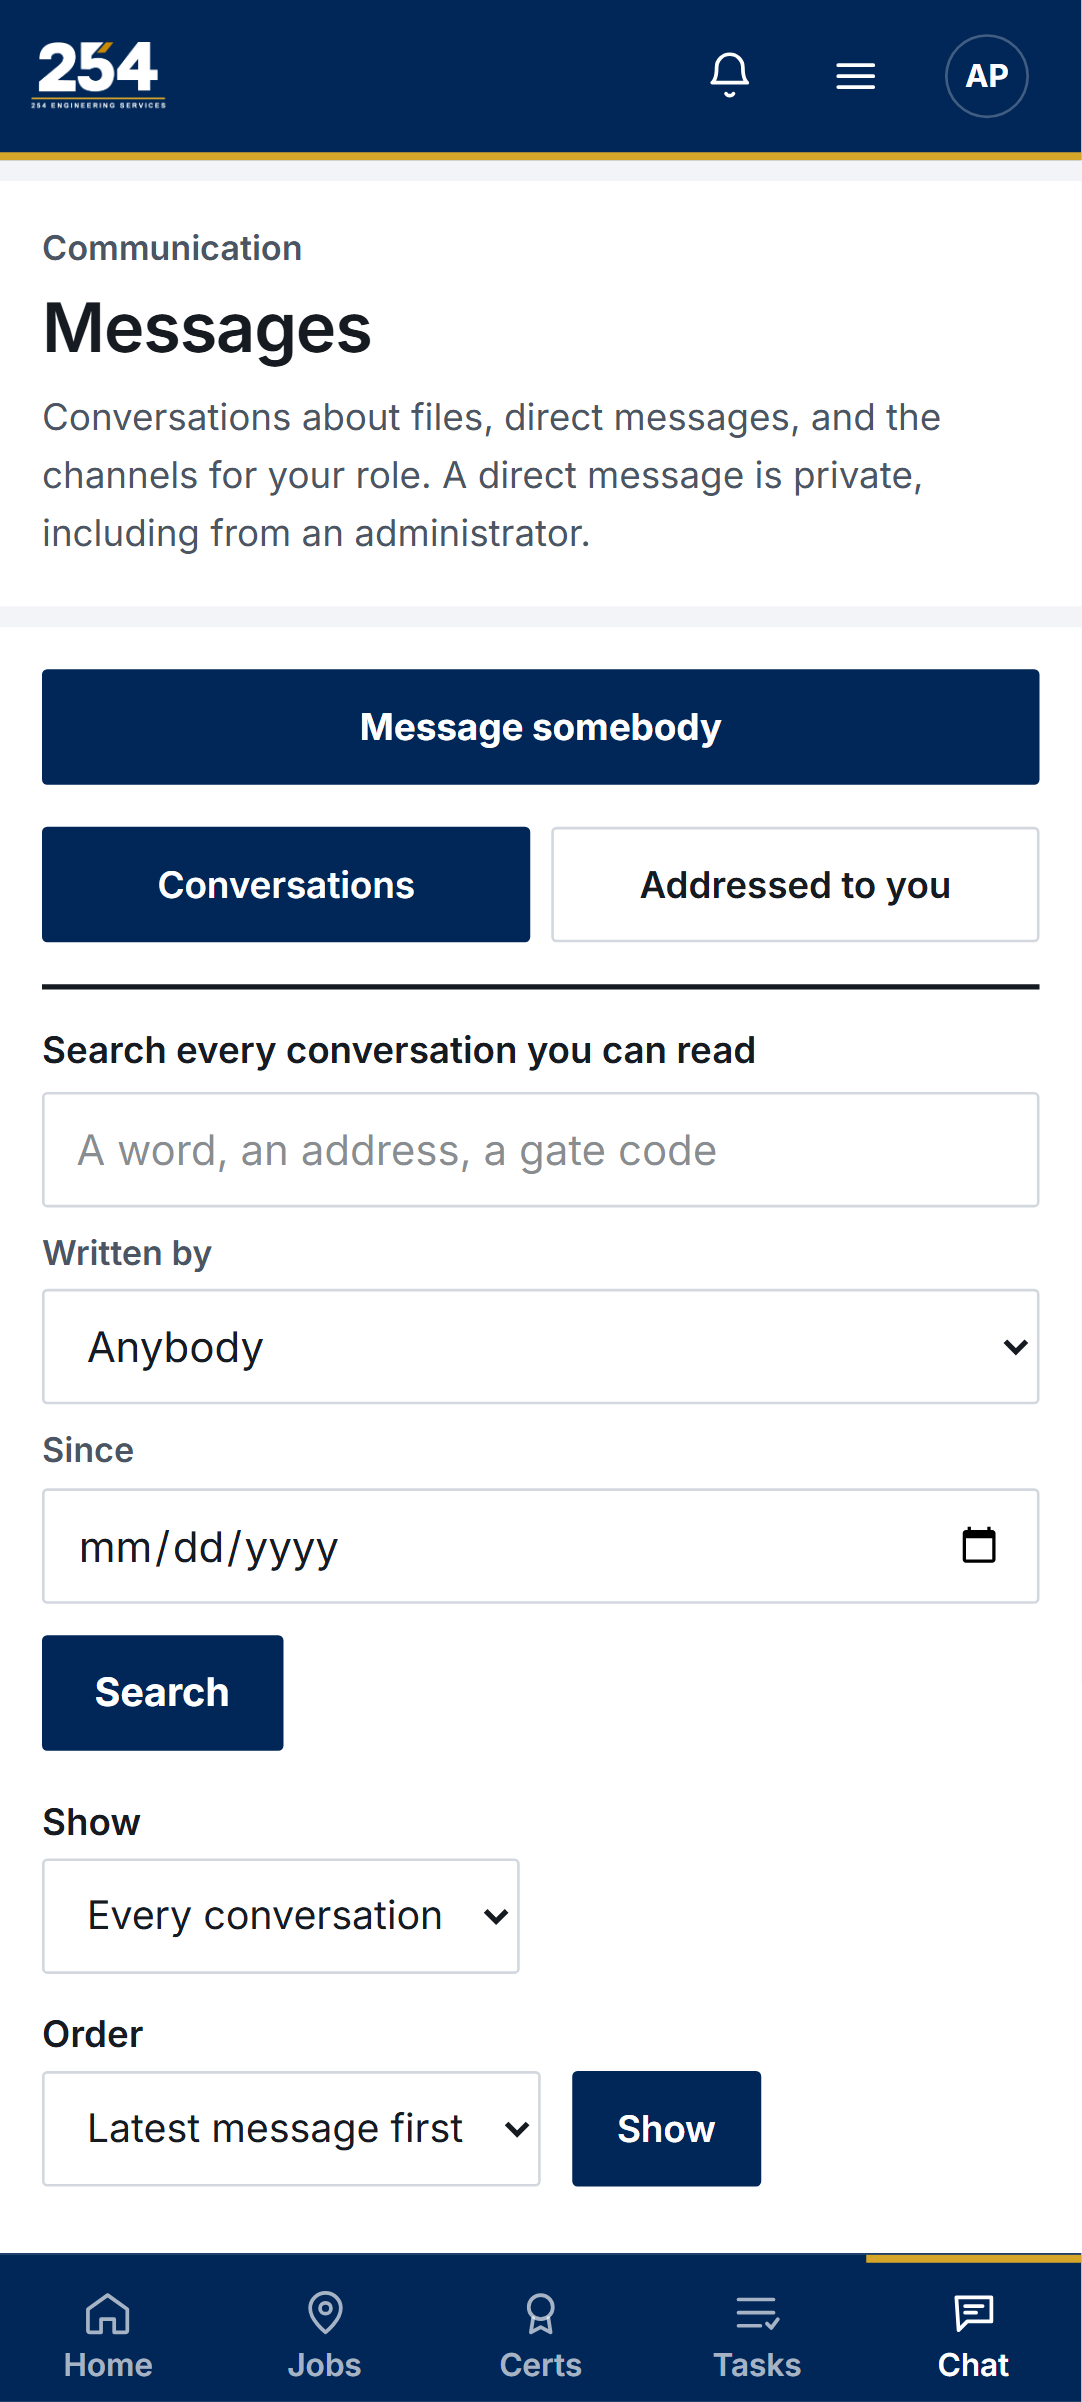 254
254 ENGINEERING SERVICES
AP
Communication
Messages
Conversations about files, direct messages, and the
channels for your role. A direct message is private,
including from an administrator.
Message somebody
Conversations
Addressed to you
Search every conversation you can read
A word, an address, a gate code
Written by
Anybody
Since
mm/dd/yyyy
Search
Show
Every conversation
Order
Latest message first
Show
Home
Jobs
Certs
Tasks
Chat